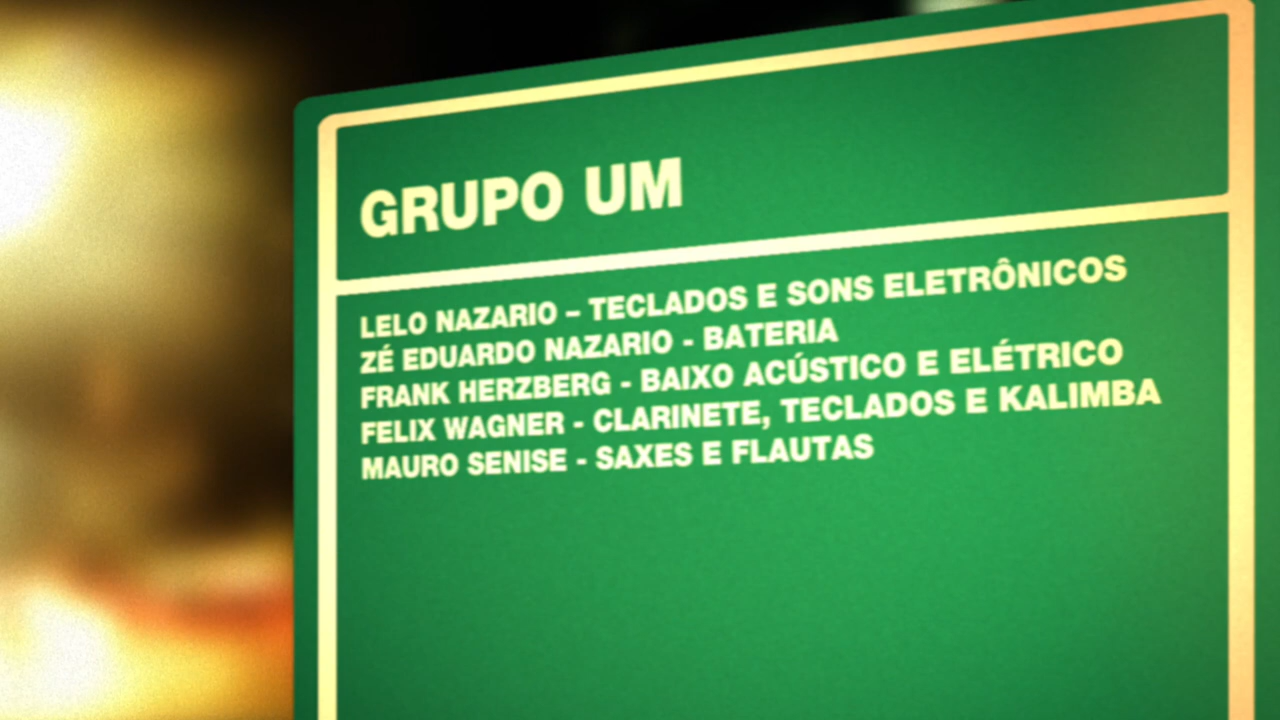 GRUPO UM
LELO NAZARIO – TECLADOS E SONS ELETRÔNICOS
ZÉ EDUARDO NAZARIO - BATERIA
FRANK HERZBERG - BAIXO ACÚSTICO E ELÉTRICO
FELIX WAGNER - CLARINETE, TECLADOS E KALIMBA
MAURO SENISE - SAXES E FLAUTAS